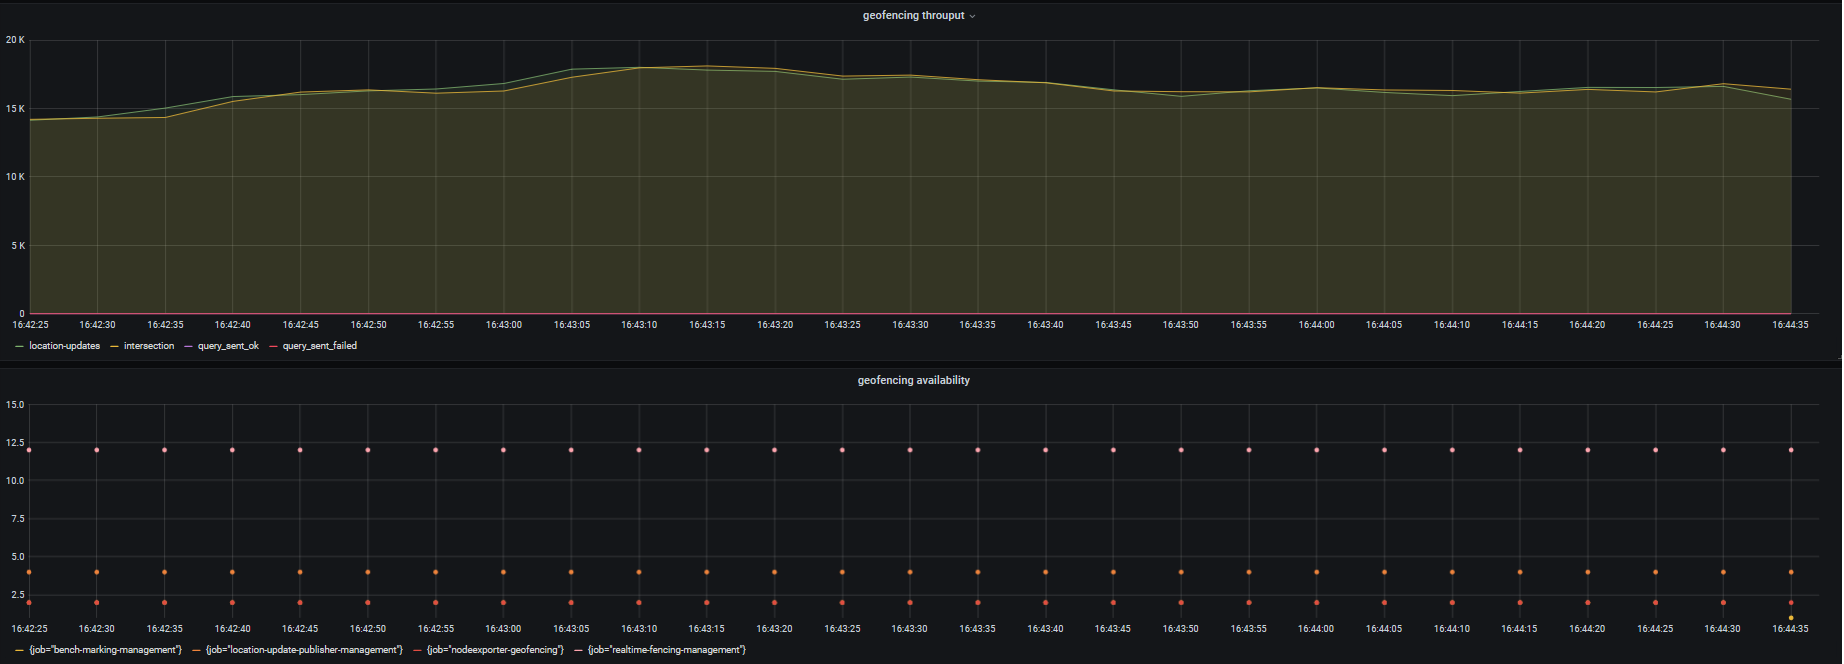 geofencing throuput
20 K
15 K
10 K
5 K
0
16:42:25 16:42:30 16:42:35 16:42:40 16:42:45 16:42:50 16:42:55 16:43:00 16:43:05 16:43:10 16:43:15 16:43:20 16:43:25 16:43:30 16:43:35 16:43:40 16:43:45 16:43:50 16:43:55 16:44:00 16:44:05 16:44:10 16:44:15 16:44:20 16:44:25 16:44:30 16:44:35
location-updates intersection query_sent_ok query_sent_failed
geofencing availability
15.0
12.5
10.0
7.5
5.0
2.5
16:42:25 16:42:30 16:42:35 16:42:40 16:42:45 16:42:50 16:42:55 16:43:00 16:43:05 16:43:10 16:43:15 16:43:20 16:43:25 16:43:30 16:43:35 16:43:40 16:43:45 16:43:50 16:43:55 16:44:00 16:44:05 16:44:10 16:44:15 16:44:20 16:44:25 16:44:30 16:44:35
{job="bench-marking-management"} {job="location-update-publisher-management"} {job="nodeexporter-geofencing"} {job="realtime-fencing-management"}